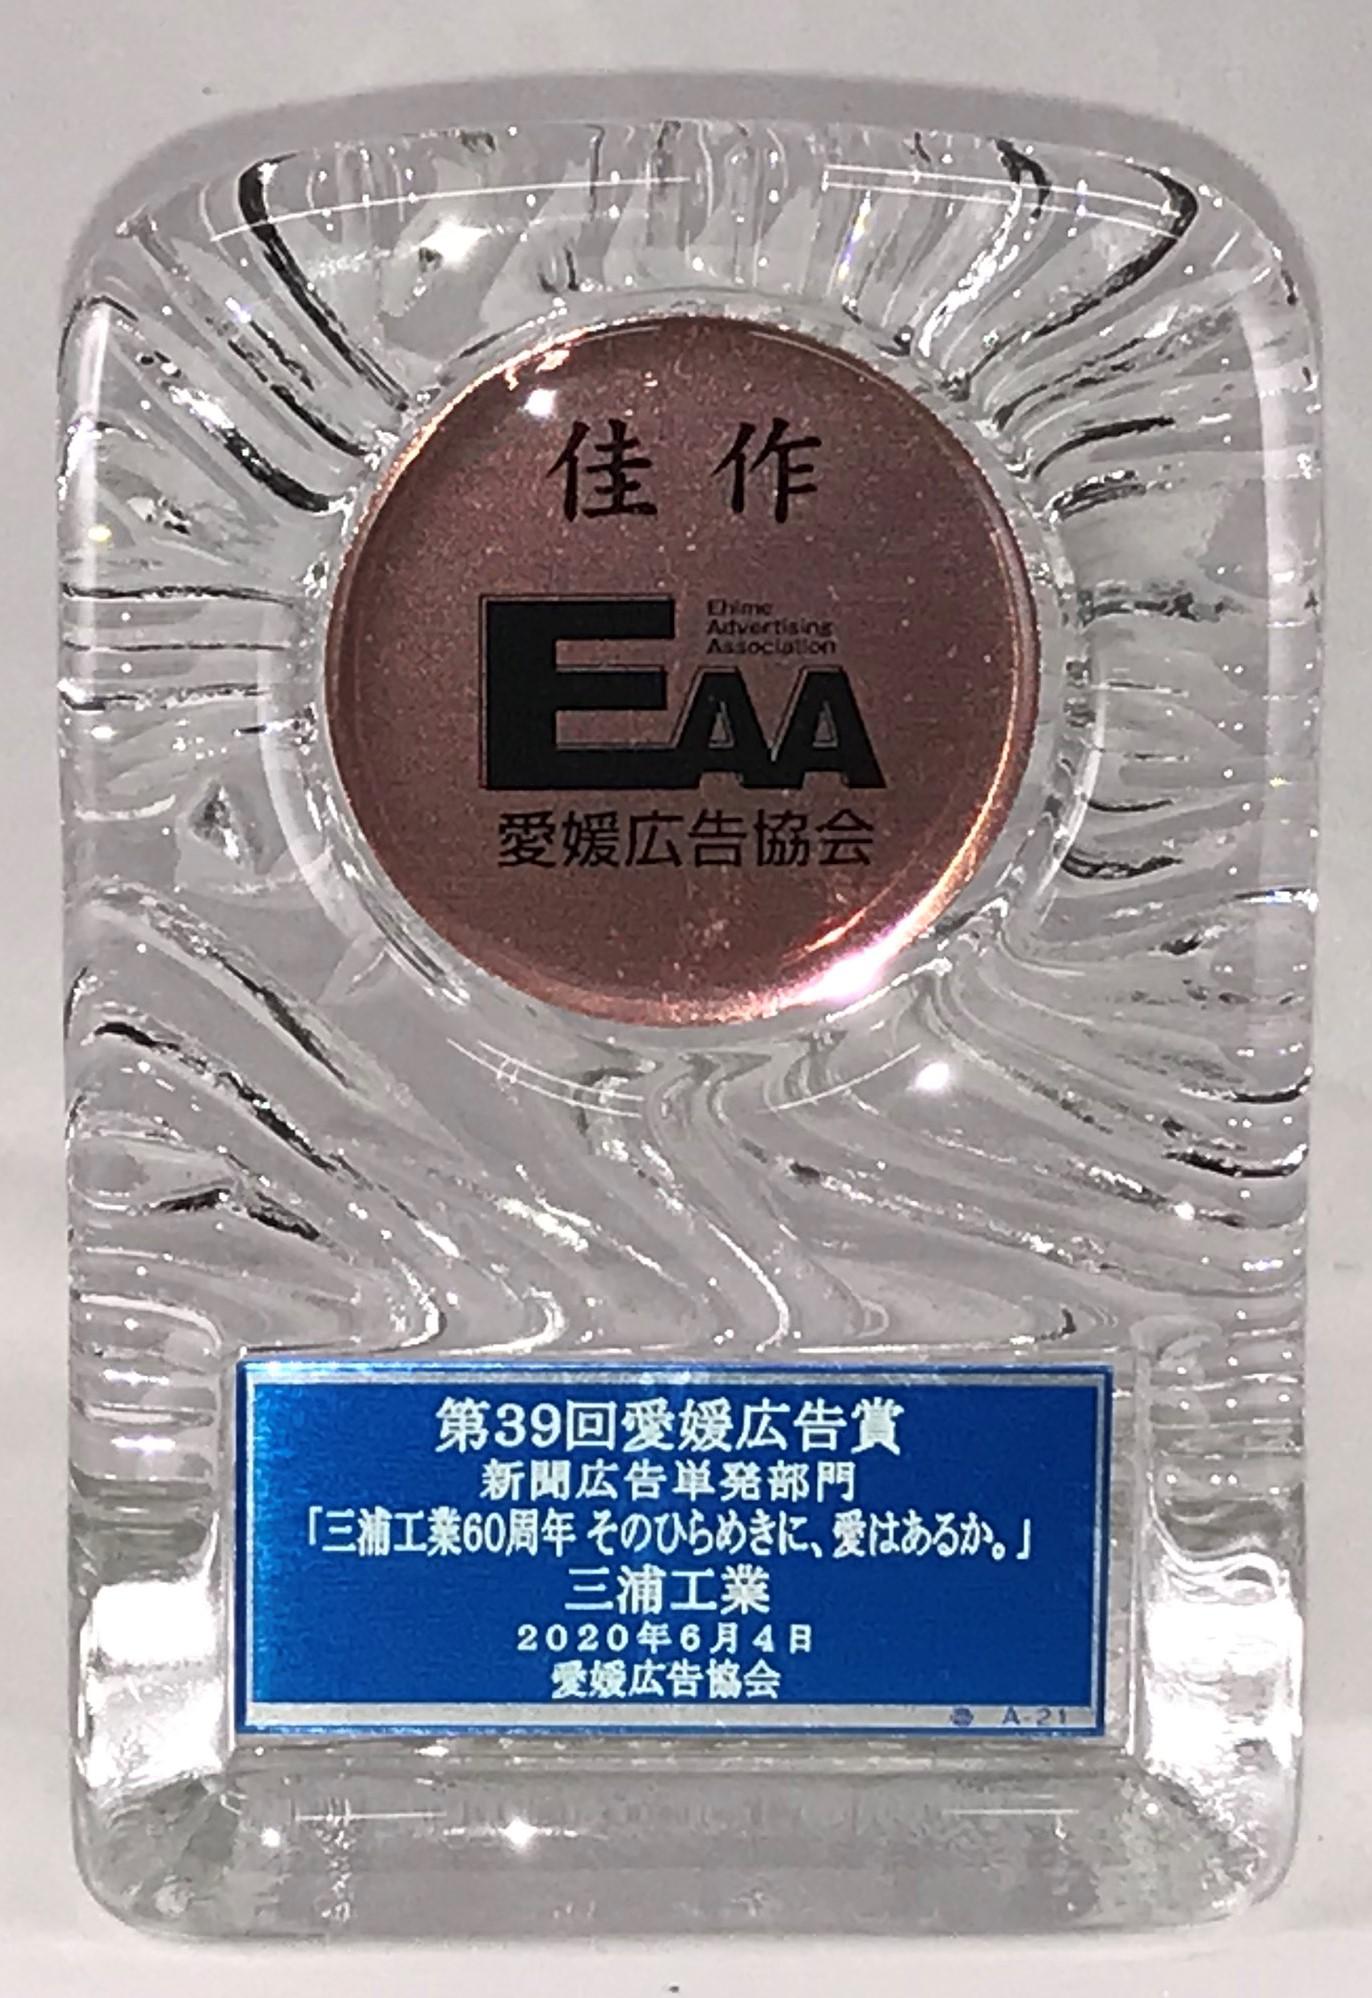 佳作
Ehime
Advertising
Association
EAA
愛媛広告協会
第39回愛媛広告賞
新聞広告単発部門
「三浦工業60周年 そのひらめきに、愛はあるか。」
三浦工業
2020年6月4日
愛媛広告協会
A-21